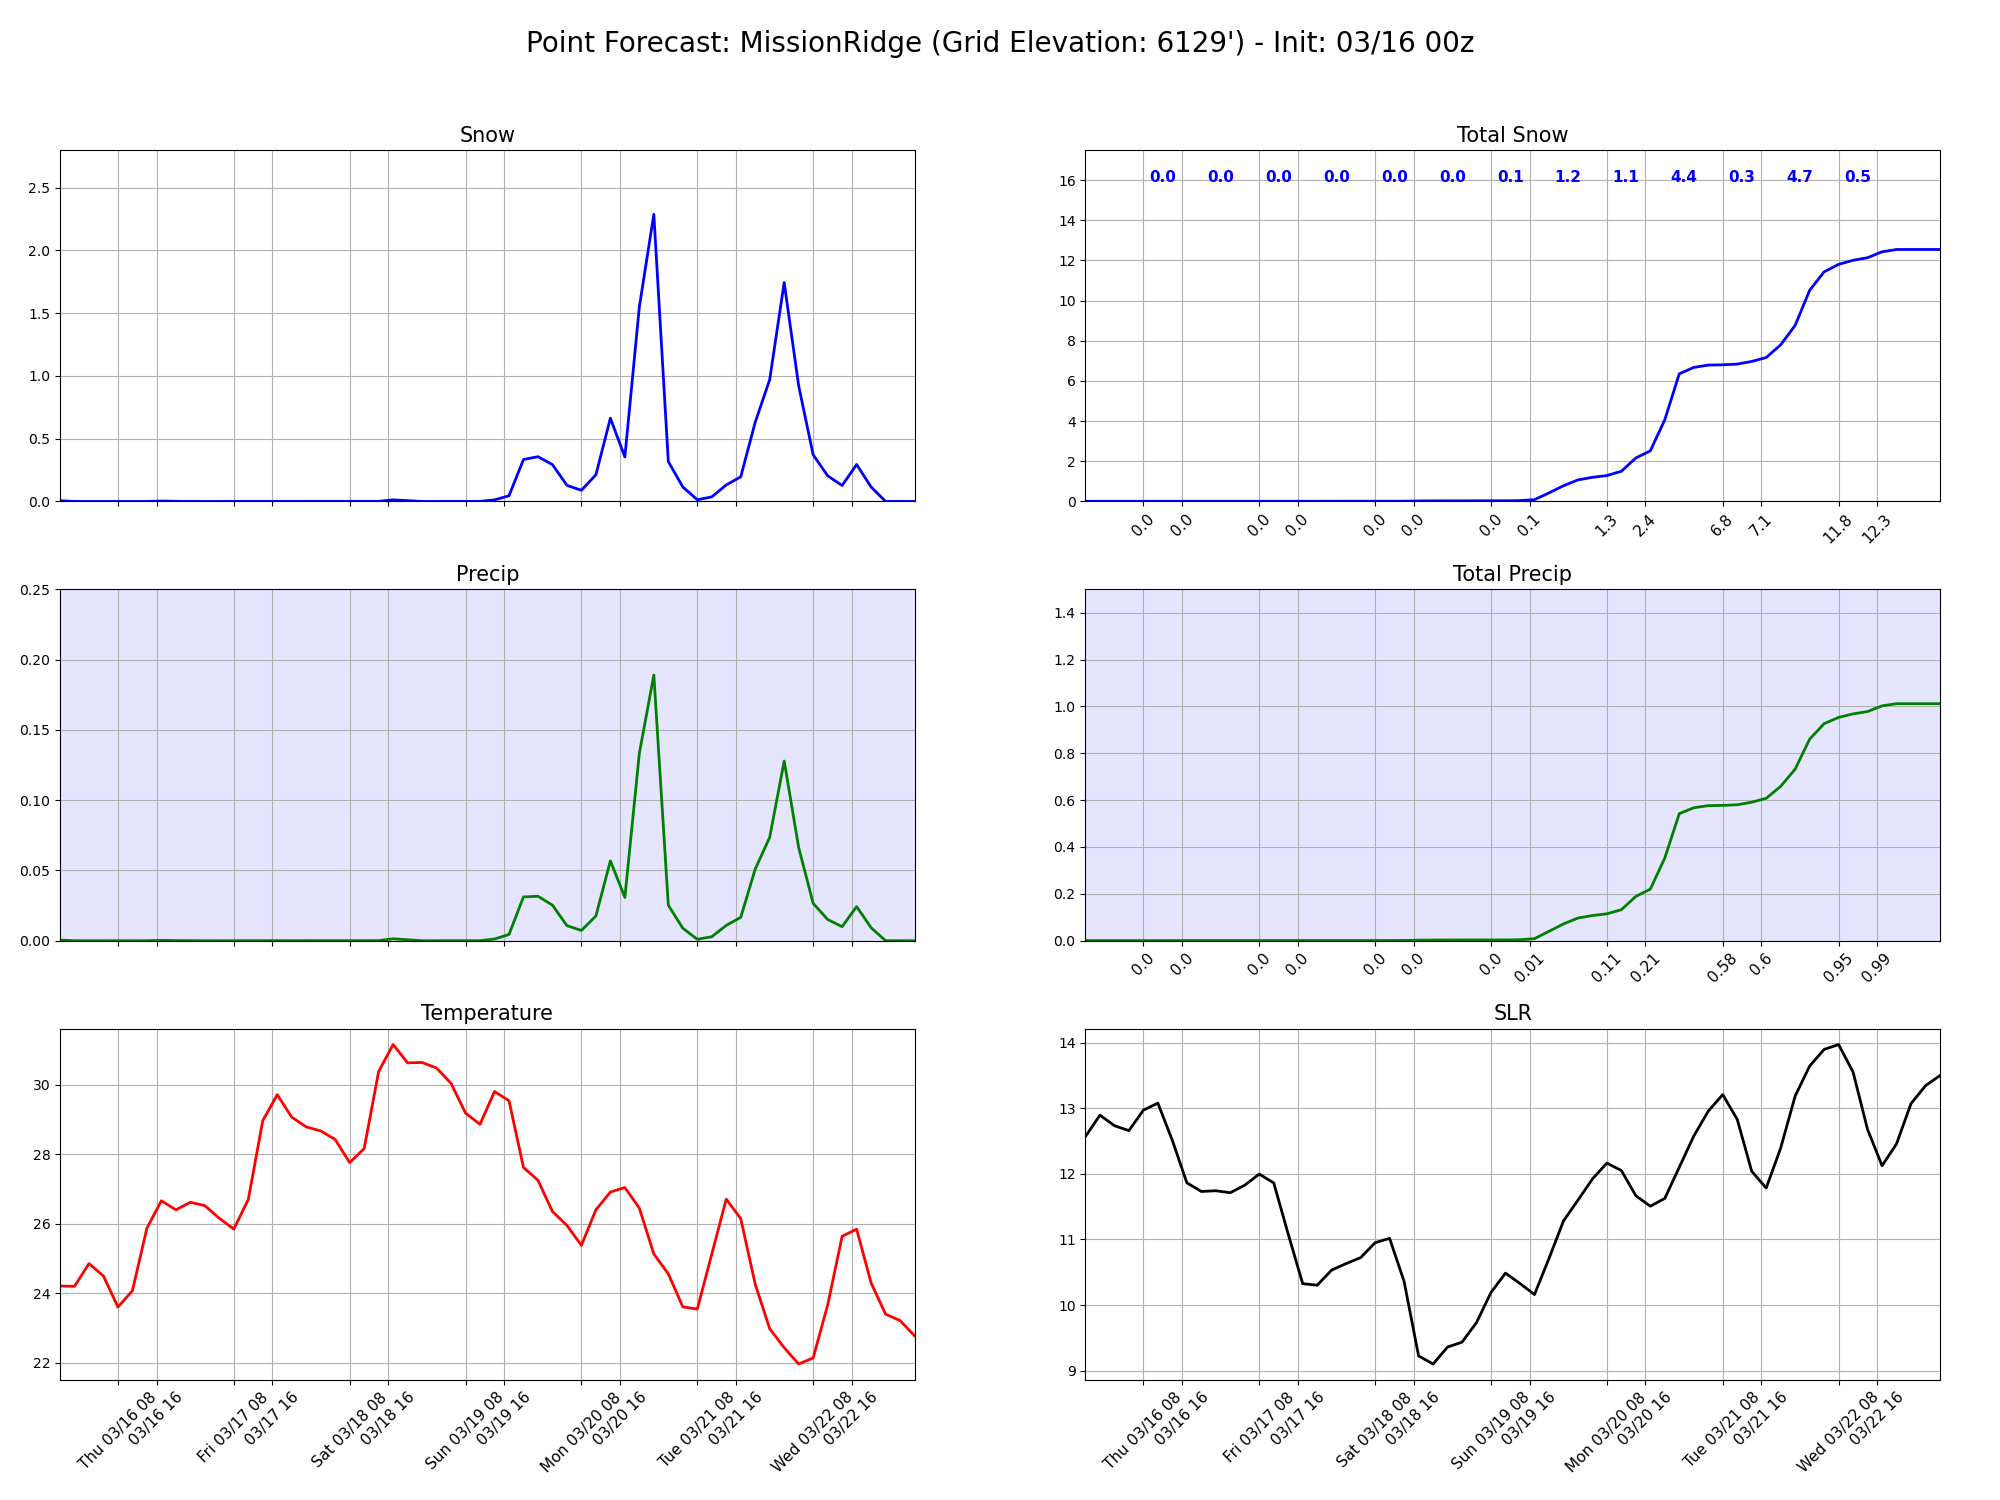 Point Forecast: MissionRidge (Grid Elevation: 6129') - Init: 03/16 00z
Snow
2.5
2.0
1.5
1.0
0.5
0.0
Total Snow
0.0 0.0 0.0 0.0 0.0 0.0 0.1 1.2 1.1 4.4 0.3 4.7 0.5
16
14
12
10
8
6
4
2
0
0.0 0.0 0.0 0.0 0.0 0.0 0.0 0.1 1.3 2.4 6.8 7.1 11.8 12.3
Precip
0.25
0.20
0.15
0.10
0.05
0.00
Total Precip
1.4
1.2
1.0
0.8
0.6
0.4
0.2
0.0
0.0 0.0 0.0 0.0 0.0 0.0 0.0 0.01 0.11 0.21 0.58 0.6 0.95 0.99
Temperature
30
28
26
24
22
Thu 03/16 08
03/16 16
Fri 03/17 08
03/17 16
Sat 03/18 08
03/18 16
Sun 03/19 08
03/19 16
Mon 03/20 08
03/20 16
Tue 03/21 08
03/21 16
Wed 03/22 08
03/22 16
SLR
14
13
12
11
10
9
Thu 03/16 08
03/16 16
Fri 03/17 08
03/17 16
Sat 03/18 08
03/18 16
Sun 03/19 08
03/19 16
Mon 03/20 08
03/20 16
Tue 03/21 08
03/21 16
Wed 03/22 08
03/22 16